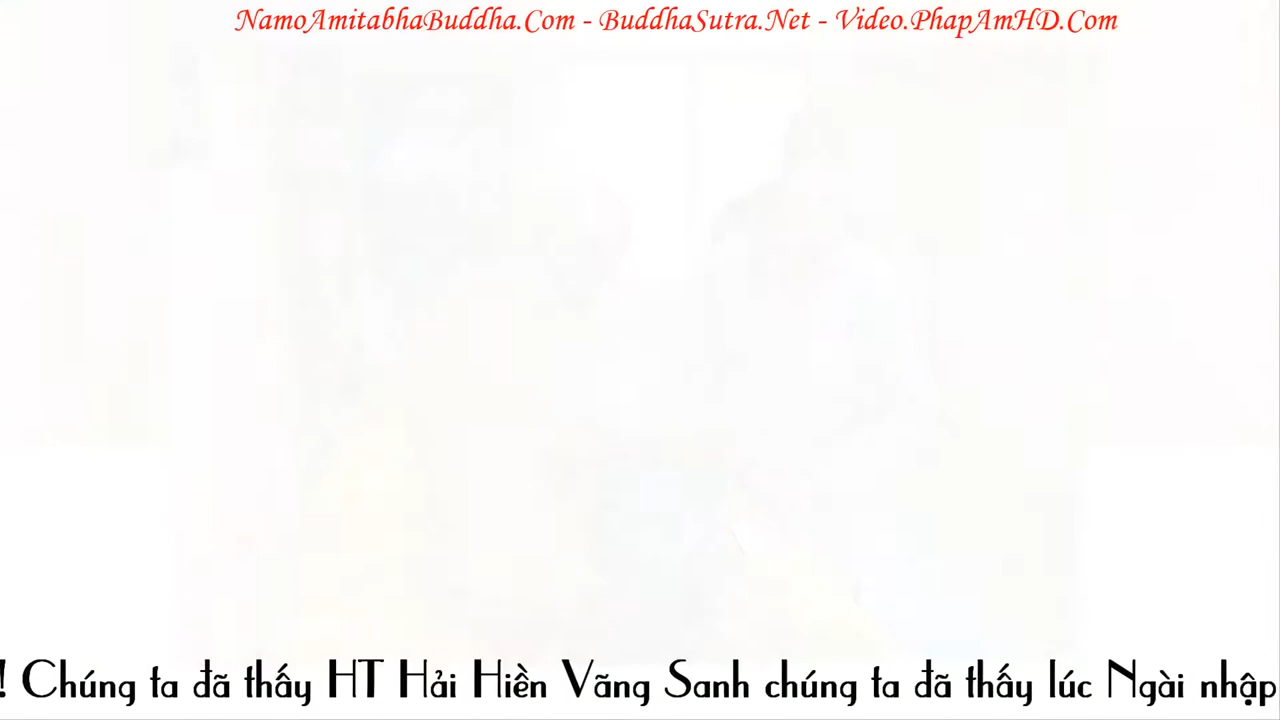 NamoAmitabhaBuddha.Com - BuddhaSutra.Net - Video.PhapAmHD.Com
! Chúng ta đã thấy HT Hải Hiền Vãng Sanh chúng ta đã thấy lúc Ngài nhập